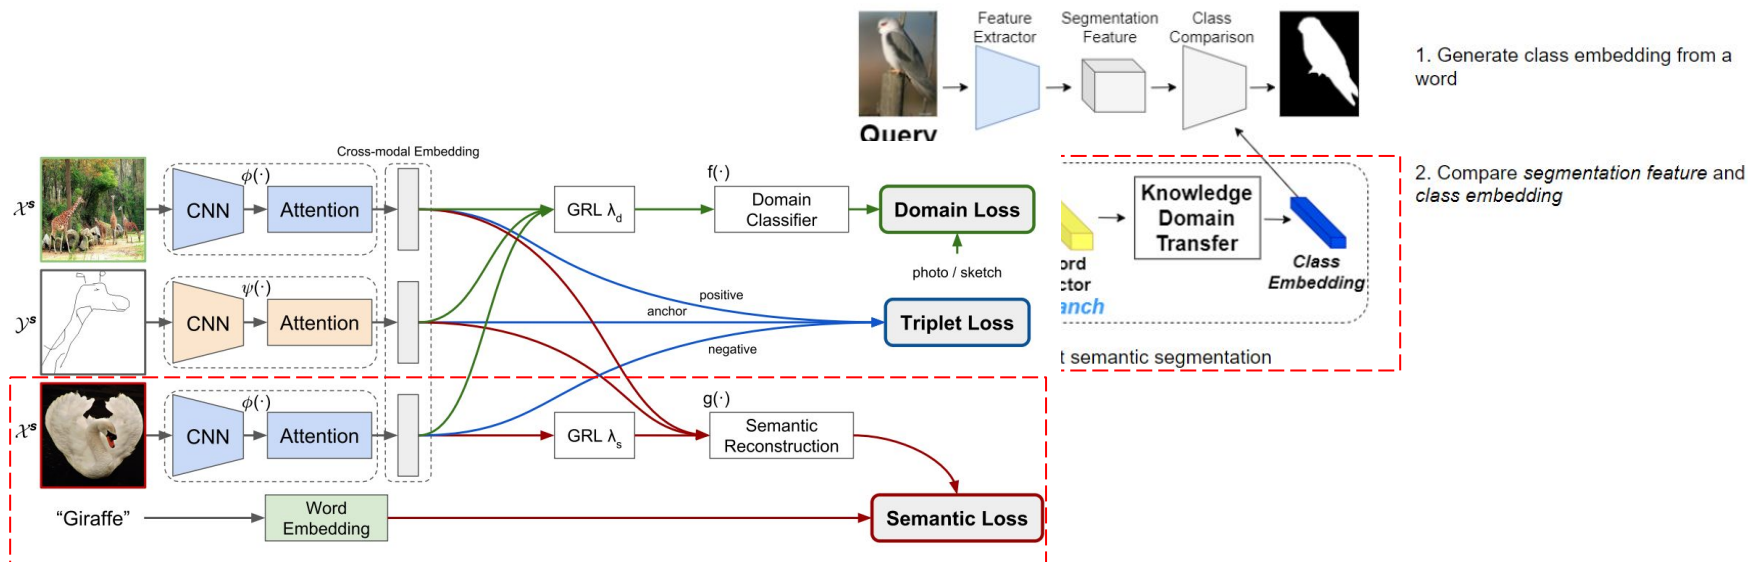 Feature
Extractor
Segmentation
Feature
Class
Comparison
Query
1. Generate class embedding from a
word
2. Compare segmentation feature and
class embedding
Knowledge
Domain
Transfer
Class
Embedding
t semantic segmentation
Cross-modal Embedding
𝒳ˢ
ϕ(·)
CNN
Attention
GRL λd
f(·)
Domain
Classifier
Domain Loss
photo / sketch
𝒴ˢ
ψ(·)
CNN
Attention
positive
anchor
negative
Triplet Loss
𝒳ˢ
ϕ(·)
CNN
Attention
GRL λs
g(·)
Semantic
Reconstruction
“Giraffe”
Word
Embedding
Semantic Loss